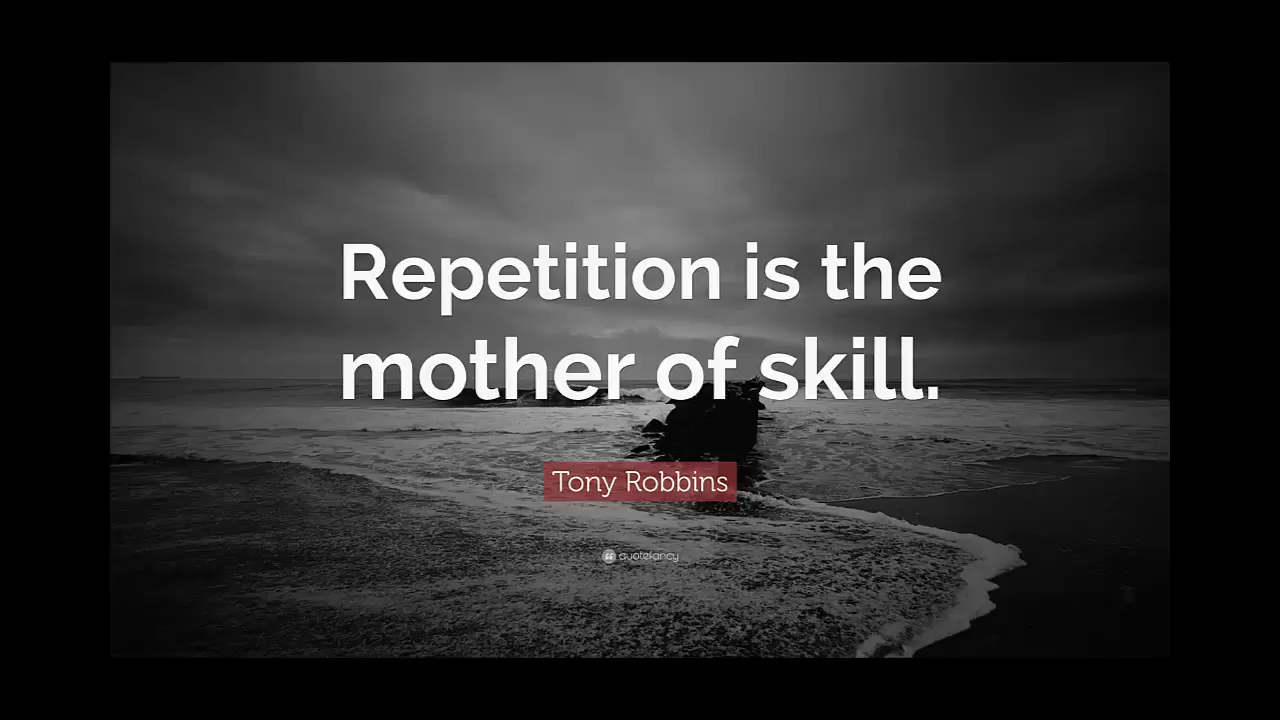 Repetition is the
mother of skill.
Tony Robbins
quotefancy